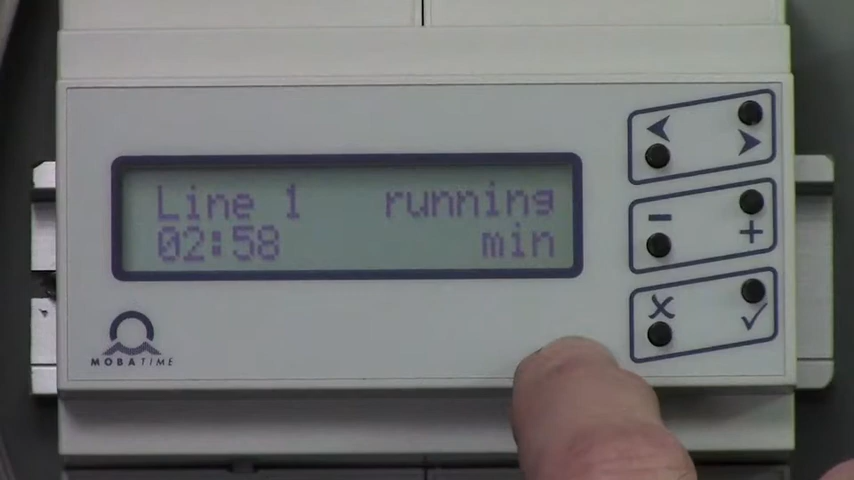 Line 1 running
02:58 min
- +
X ✓
MOBATIME